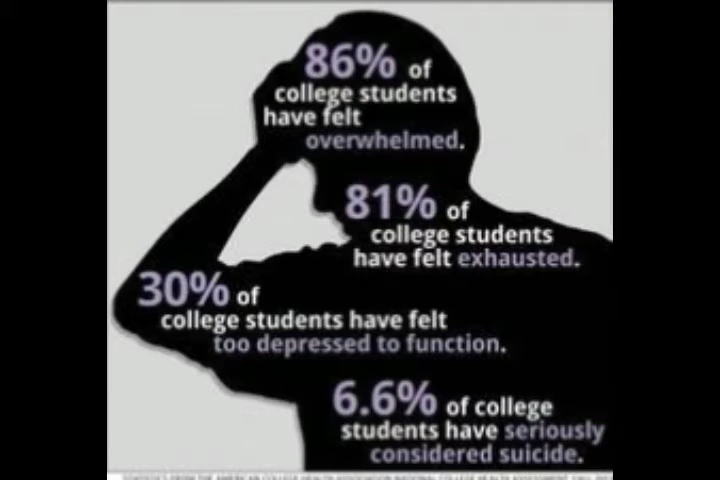 86% of
college students
have felt
overwhelmed.
81% of
college students
have felt exhausted.
30% of
college students have felt
too depressed to function.
6.6% of college
students have seriously
considered suicide.